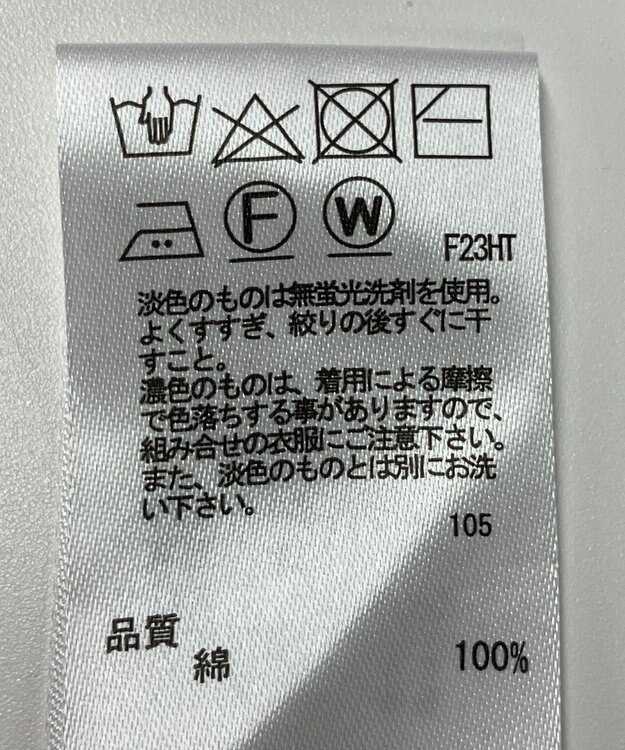 F W F23HT
淡色のものは無蛍光洗剤を使用。
よくすすぎ、絞りの後すぐに干
すこと。
濃色のものは、着用による摩擦
で色落ちする事がありますので、
組み合せの衣服にご注意下さい。
また、淡色のものとは別にお洗
い下さい。
105
品質
綿 100%